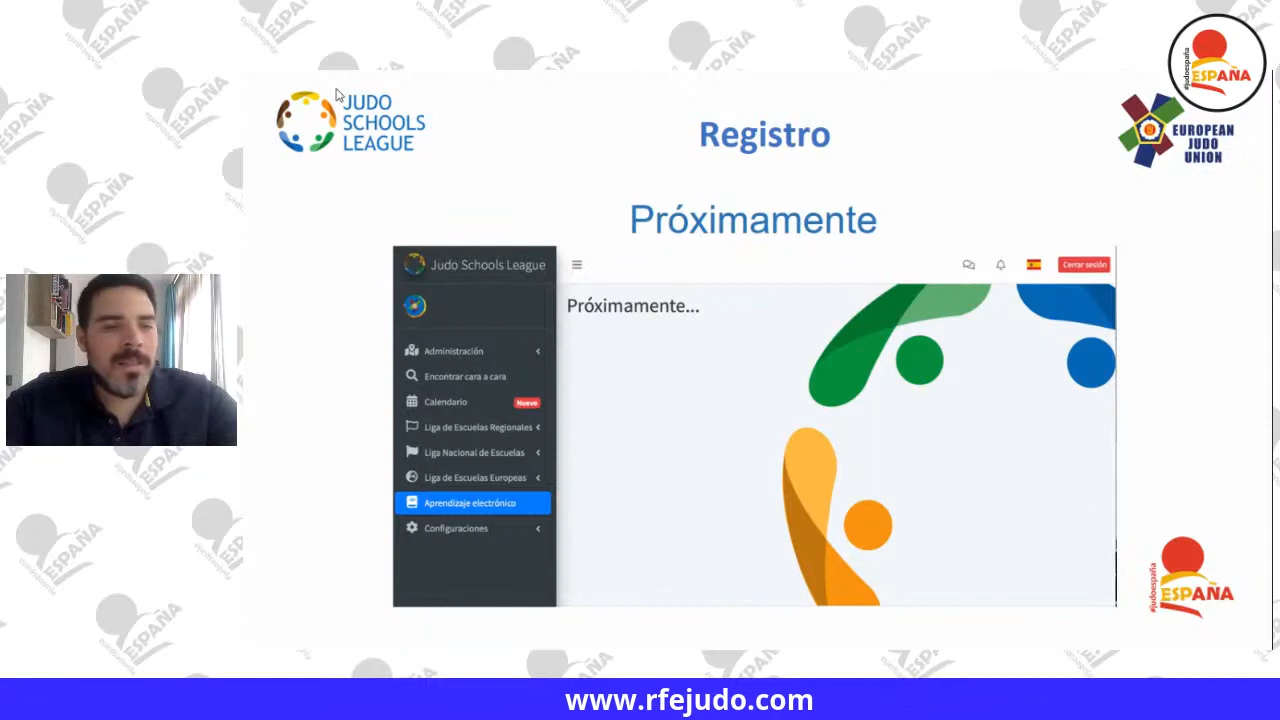 JUDO
SCHOOLS
LEAGUE
Registro
#judoespaña
ESPAÑA
EUROPEAN
JUDO
UNION
Próximamente
Judo Schools League
Cerrar sesión
Próximamente...
Administración
Encontrar cara a cara
Calendario
Nuevo
Liga de Escuelas Regionales
Liga Nacional de Escuelas
Liga de Escuelas Europeas
Aprendizaje electrónico
Configuraciones
#judoespaña
ESPAÑA
www.rfejudo.com